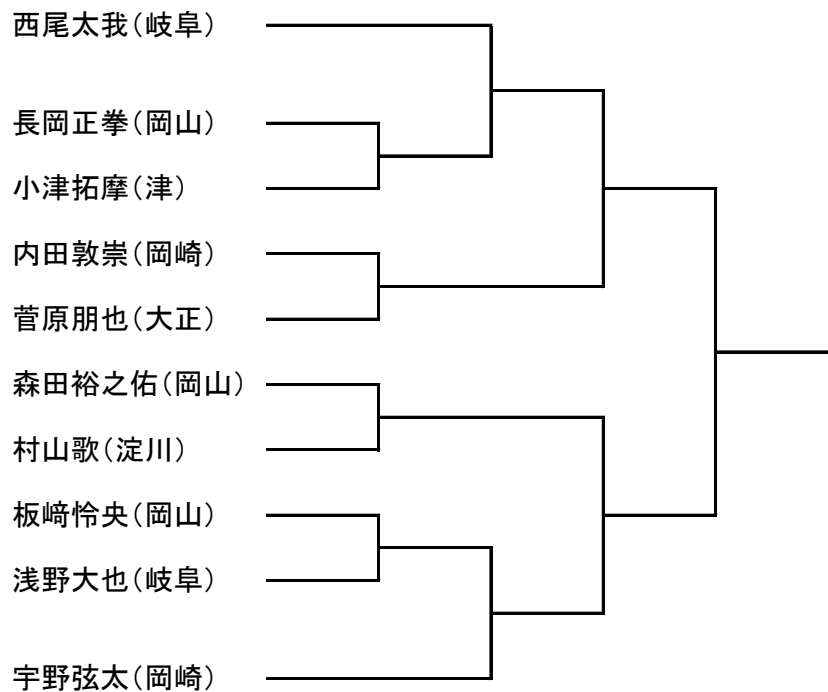 西尾太我（岐阜）
長岡正拳（岡山）
小津拓摩（津）
内田敦崇（岡崎）
菅原朋也（大正）
森田裕之佑（岡山）
村山歌（淀川）
板﨑怜央（岡山）
浅野大也（岐阜）
宇野弦太（岡崎）